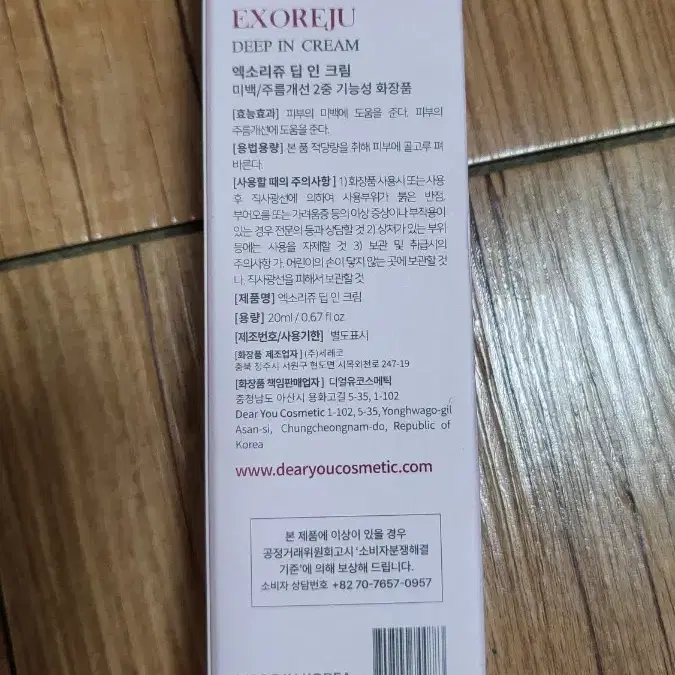 EXOREJU
DEEP IN CREAM
엑소리쥬 딥 인 크림
미백/주름개선 2중 기능성 화장품
[효능효과] 피부의 미백에 도움을 준다. 피부의
주름개선에 도움을 준다.
[용법용량] 본 품 적당량을 취해 피부에 골고루 펴
바른다.
[사용할 때의 주의사항] 1) 화장품 사용시 또는 사용
후 직사광선에 의하여 사용부위가 붉은 반점,
부어오름 또는 가려움증 등의 이상 증상이나 부작용이
있는 경우 전문의 등과 상담할 것 2) 상처가 있는 부위
등에는 사용을 자제할 것 3) 보관 및 취급시의
주의사항 가. 어린이의 손이 닿지 않는 곳에 보관할 것
나. 직사광선을 피해서 보관할 것
[제품명] 엑소리쥬 딥 인 크림
[용량] 20ml / 0.67 fl oz.
[제조번호/사용기한] 별도표시
[화장품 제조업자] (주)세레코
충북 청주시 서원구 현도면 시목외천로 247-19
[화장품 책임판매업자] 디얼유코스메틱
충청남도 아산시 용화고길 5-35, 1-102
Dear You Cosmetic 1-102, 5-35, Yonghwago-gil
Asan-si, Chungcheongnam-do, Republic of
Korea
www.dearyoucosmetic.com
본 제품에 이상이 있을 경우
공정거래위원회고시 '소비자분쟁해결
기준'에 의해 보상해 드립니다.
소비자 상담번호 +82 70-7657-0957